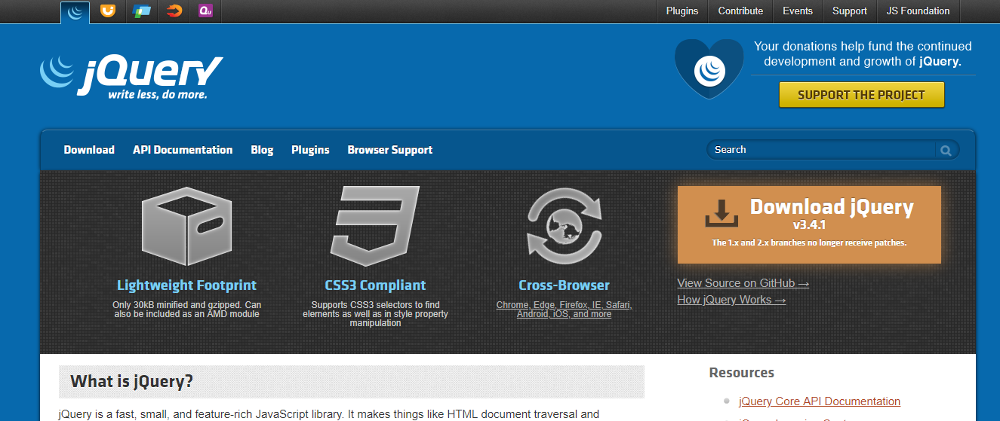 Qu
Plugins
Contribute
Events
Support
JS Foundation
jQuery
write less, do more.
Your donations help fund the continued
development and growth of jQuery.
SUPPORT THE PROJECT
Download
API Documentation
Blog
Plugins
Browser Support
Search
Lightweight Footprint
Only 30kB minified and gzipped. Can
also be included as an AMD module
CSS3 Compliant
Supports CSS3 selectors to find
elements as well as in style property
manipulation
Cross-Browser
Chrome, Edge, Firefox, IE, Safari,
Android, iOS, and more
Download jQuery
v3.4.1
The 1.x and 2.x branches no longer receive patches.
View Source on GitHub →
How jQuery Works →
What is jQuery?
jQuery is a fast, small, and feature-rich JavaScript library. It makes things like HTML document traversal and
Resources
jQuery Core API Documentation